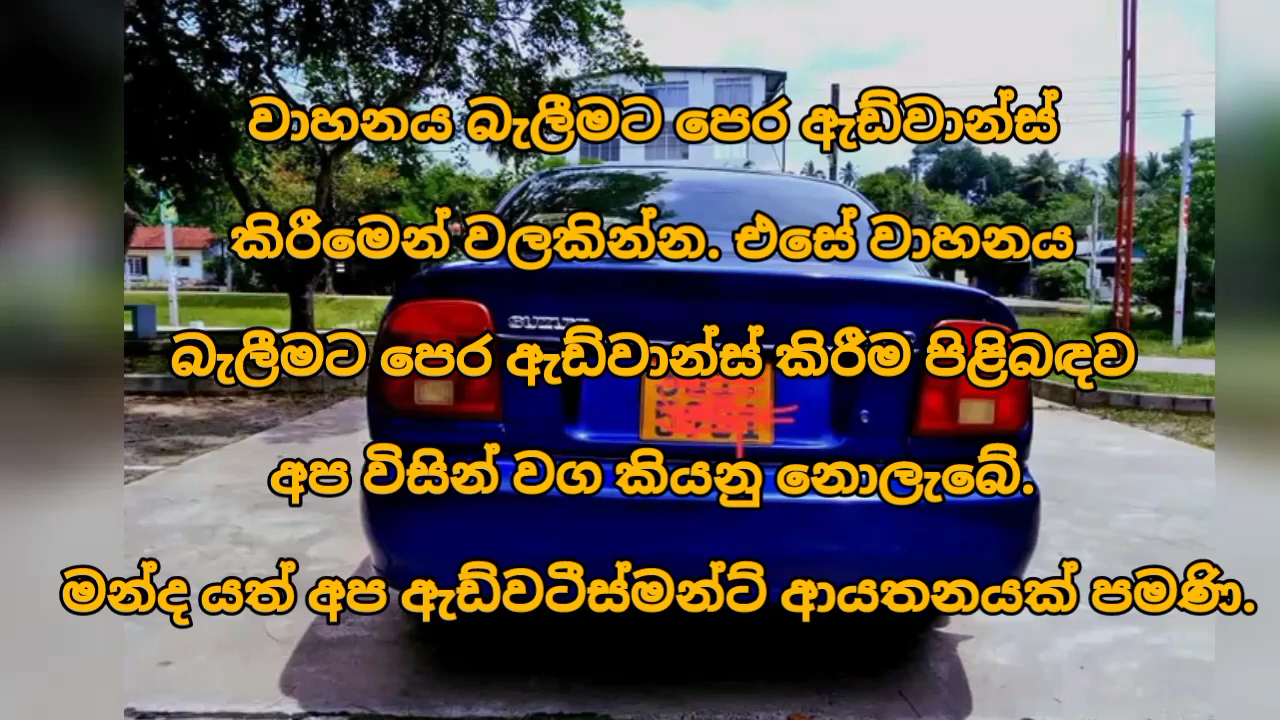 වාහනය බැලීමට පෙර ඇඩ්වාන්ස්
කිරීමෙන් වලකින්න. එසේ වාහනය
SUZUKI
බැලීමට පෙර ඇඩ්වාන්ස් කිරීම පිළිබඳව
අප විසින් වග කියනු නොලැබේ.
මන්ද යත් අප ඇඩ්වටීස්මන්ට් ආයතනයක් පමණි.